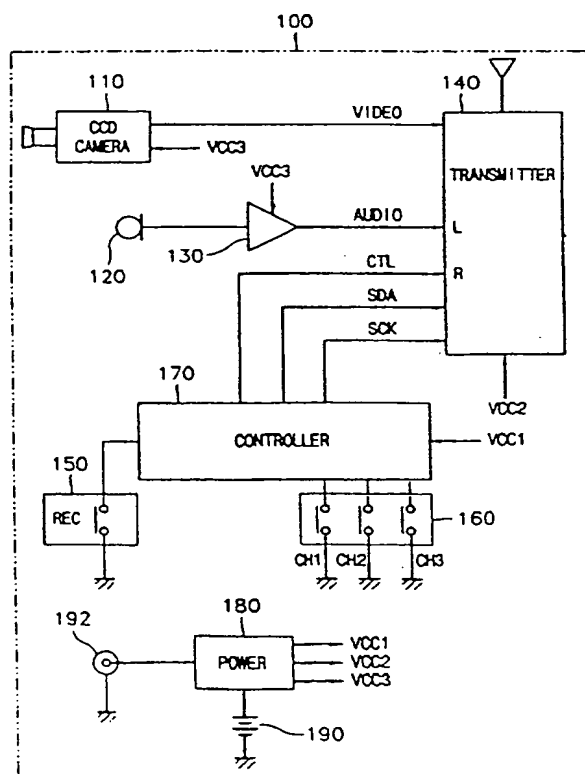 100
110
CCD
CAMERA
VIDEO
VCC3
140
TRANSMITTER
VCC3
AUDIO
L
120
130
CTL
R
SDA
SCK
170
VCC2
CONTROLLER
VCC1
150
REC
160
CH1 CH2 CH3
180
192
POWER
VCC1
VCC2
VCC3
190